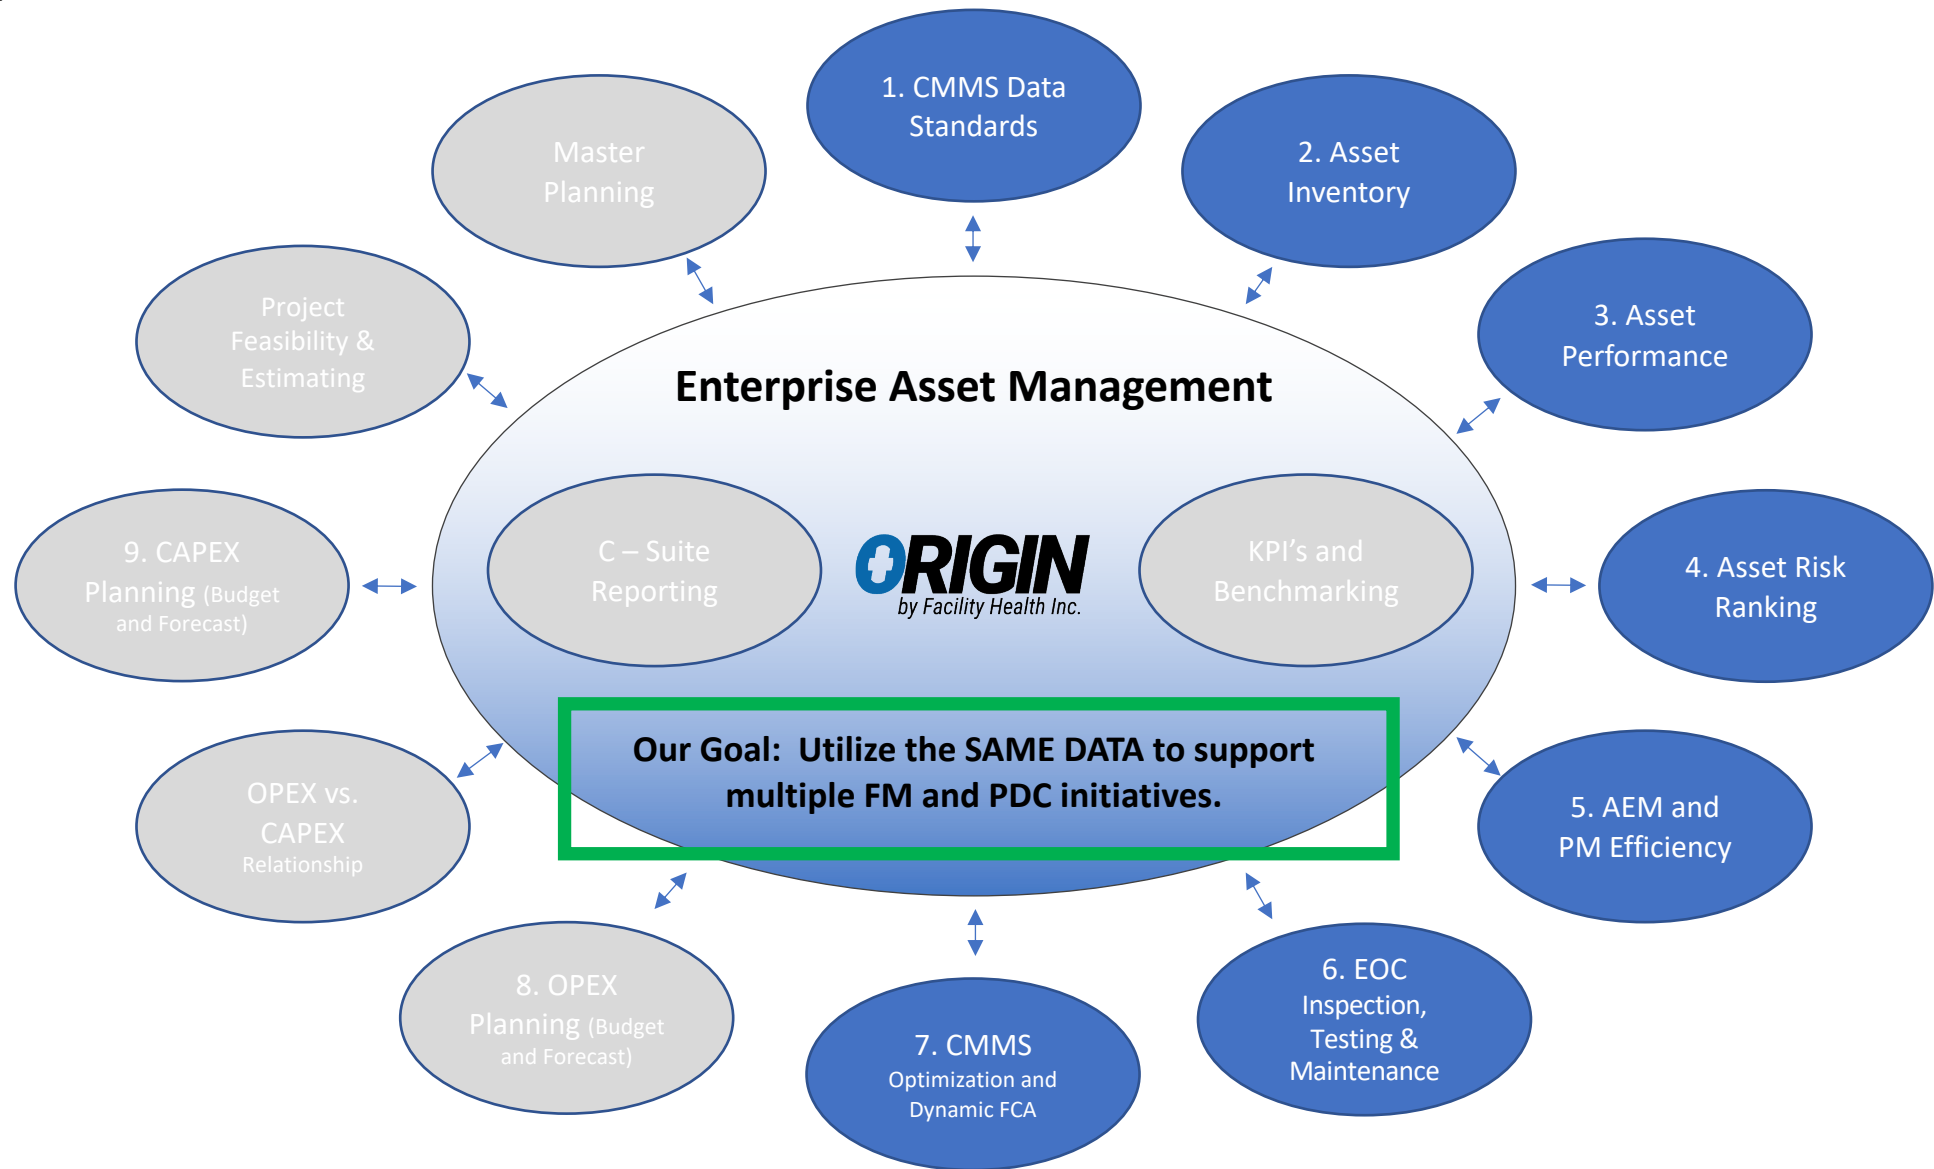 1. CMMS Data
Standards
2. Asset
Inventory
3. Asset
Performance
4. Asset Risk
Ranking
5. AEM and
PM Efficiency
6. EOC
Inspection,
Testing &
Maintenance
7. CMMS
Optimization and
Dynamic FCA
8. OPEX
Planning (Budget
and Forecast)
OPEX vs.
CAPEX
Relationship
9. CAPEX
Planning (Budget
and Forecast)
Project
Feasibility &
Estimating
Master
Planning
Enterprise Asset Management
C – Suite
Reporting
ORIGIN
by Facility Health Inc.
KPI's and
Benchmarking
Our Goal:  Utilize the SAME DATA to support
multiple FM and PDC initiatives.